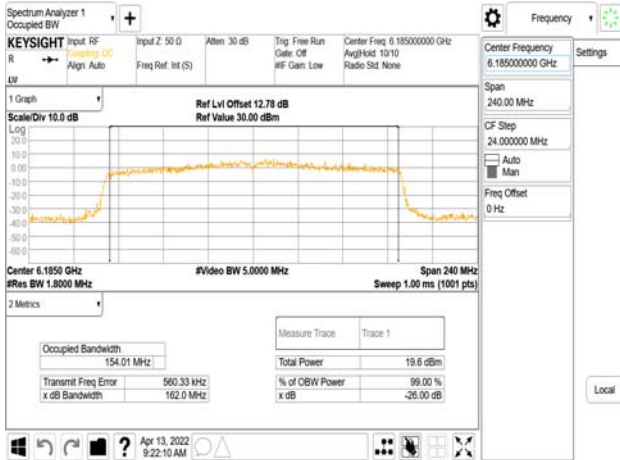 Spectrum Analyzer 1
Occupied BW
Frequency
KEYSIGHT
Input: RF
Coupling: DC
Align: Auto
Input Z: 50 Ω
Freq Ref: Int (S)
Atten: 30 dB
Trig: Free Run
Gate: Off
#IF Gain: Low
Center Freq: 6.185000000 GHz
Avg|Hold: 10/10
Radio Std: None
R
LXI
Center Frequency
6.185000000 GHz
Settings
Span
240.00 MHz
CF Step
24.000000 MHz
Auto
Man
Freq Offset
0 Hz
Local
1 Graph
Scale/Div 10.0 dB
Ref Lvl Offset 12.78 dB
Ref Value 30.00 dBm
Log
20.0
10.0
0.00
-10.0
-20.0
-30.0
-40.0
-50.0
-60.0
Center 6.1850 GHz
#Res BW 1.8000 MHz
#Video BW 5.0000 MHz
Span 240 MHz
Sweep 1.00 ms (1001 pts)
2 Metrics
Measure Trace
Trace 1
Occupied Bandwidth
154.01 MHz
Total Power
19.6 dBm
Transmit Freq Error
560.33 kHz
% of OBW Power
99.00 %
x dB Bandwidth
162.0 MHz
x dB
-26.00 dB
?
Apr 13, 2022
9:22:10 AM